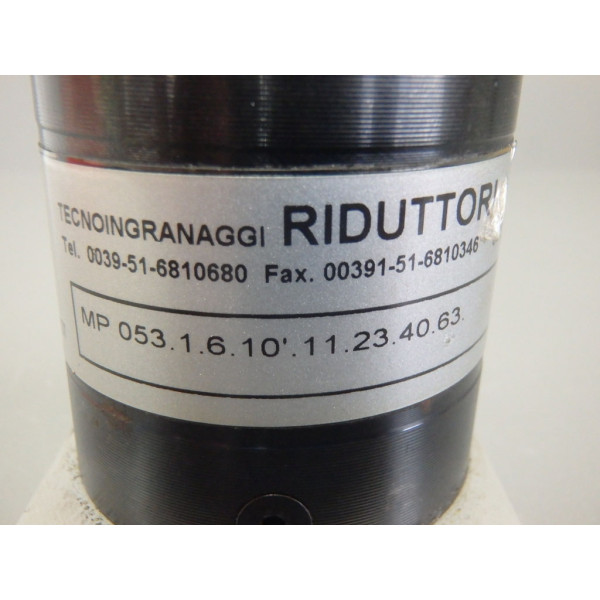 TECNOINGRANAGGI RIDUTTORI
Tel. 0039-51-6810680 Fax. 00391-51-6810346
MP 053.1.6.10'.11.23.40.63.